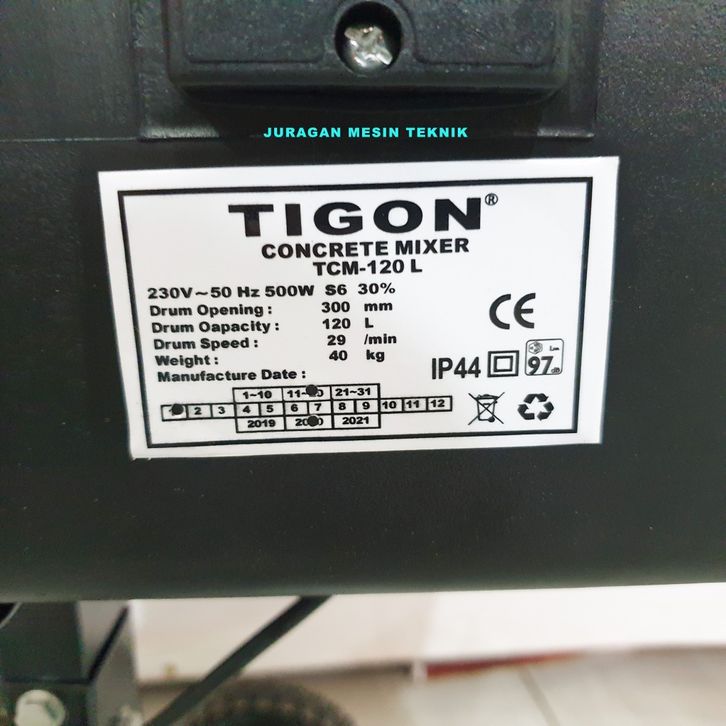 JURAGAN MESIN TEKNIK
TIGON®
CONCRETE MIXER
TCM-120 L
230V~50 Hz 500W S6 30%
Drum Opening : 300 mm
Drum Oapacity : 120 L
Drum Speed : 29 /min
Weight : 40 kg
Manufacture Date :
CE
IP44
97 dB
1~10 21~31
2 3 4 5 6 7 8 9 10 11 12
2019 2021